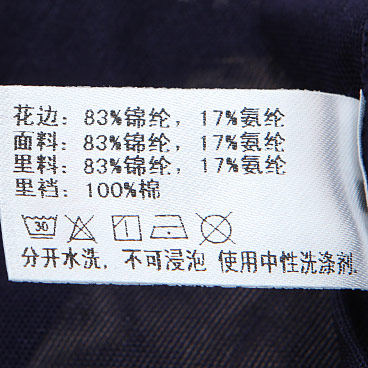 花边：83%锦纶，17%氨纶
面料：83%锦纶，17%氨纶
里料：83%锦纶，17%氨纶
里裆：100%棉
30
分开水洗，不可浸泡 使用中性洗涤剂.